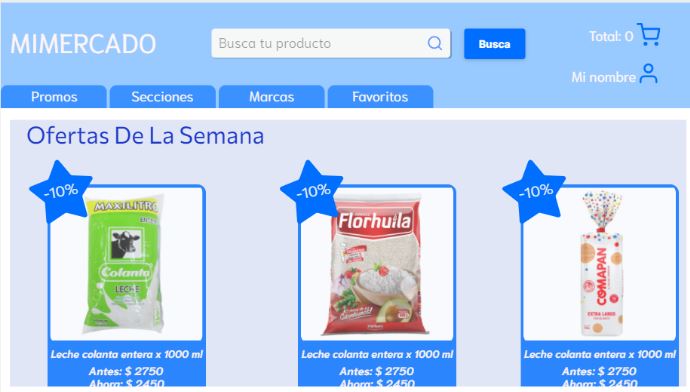 MIMERCADO
Busca tu producto
Busca
Total: 0
Mi nombre
Promos
Secciones
Marcas
Favoritos
Ofertas De La Semana
-10%
MAXILITRO
Colanta
LECHE
Leche colanta entera x 1000 ml
Antes: $ 2750
Ahora: $ 2450
-10%
Florhuila
Leche colanta entera x 1000 ml
Antes: $ 2750
Ahora: $ 2450
-10%
COMAPAN
EXTRA LARGO
Leche colanta entera x 1000 ml
Antes: $ 2750
Ahora: $ 2450